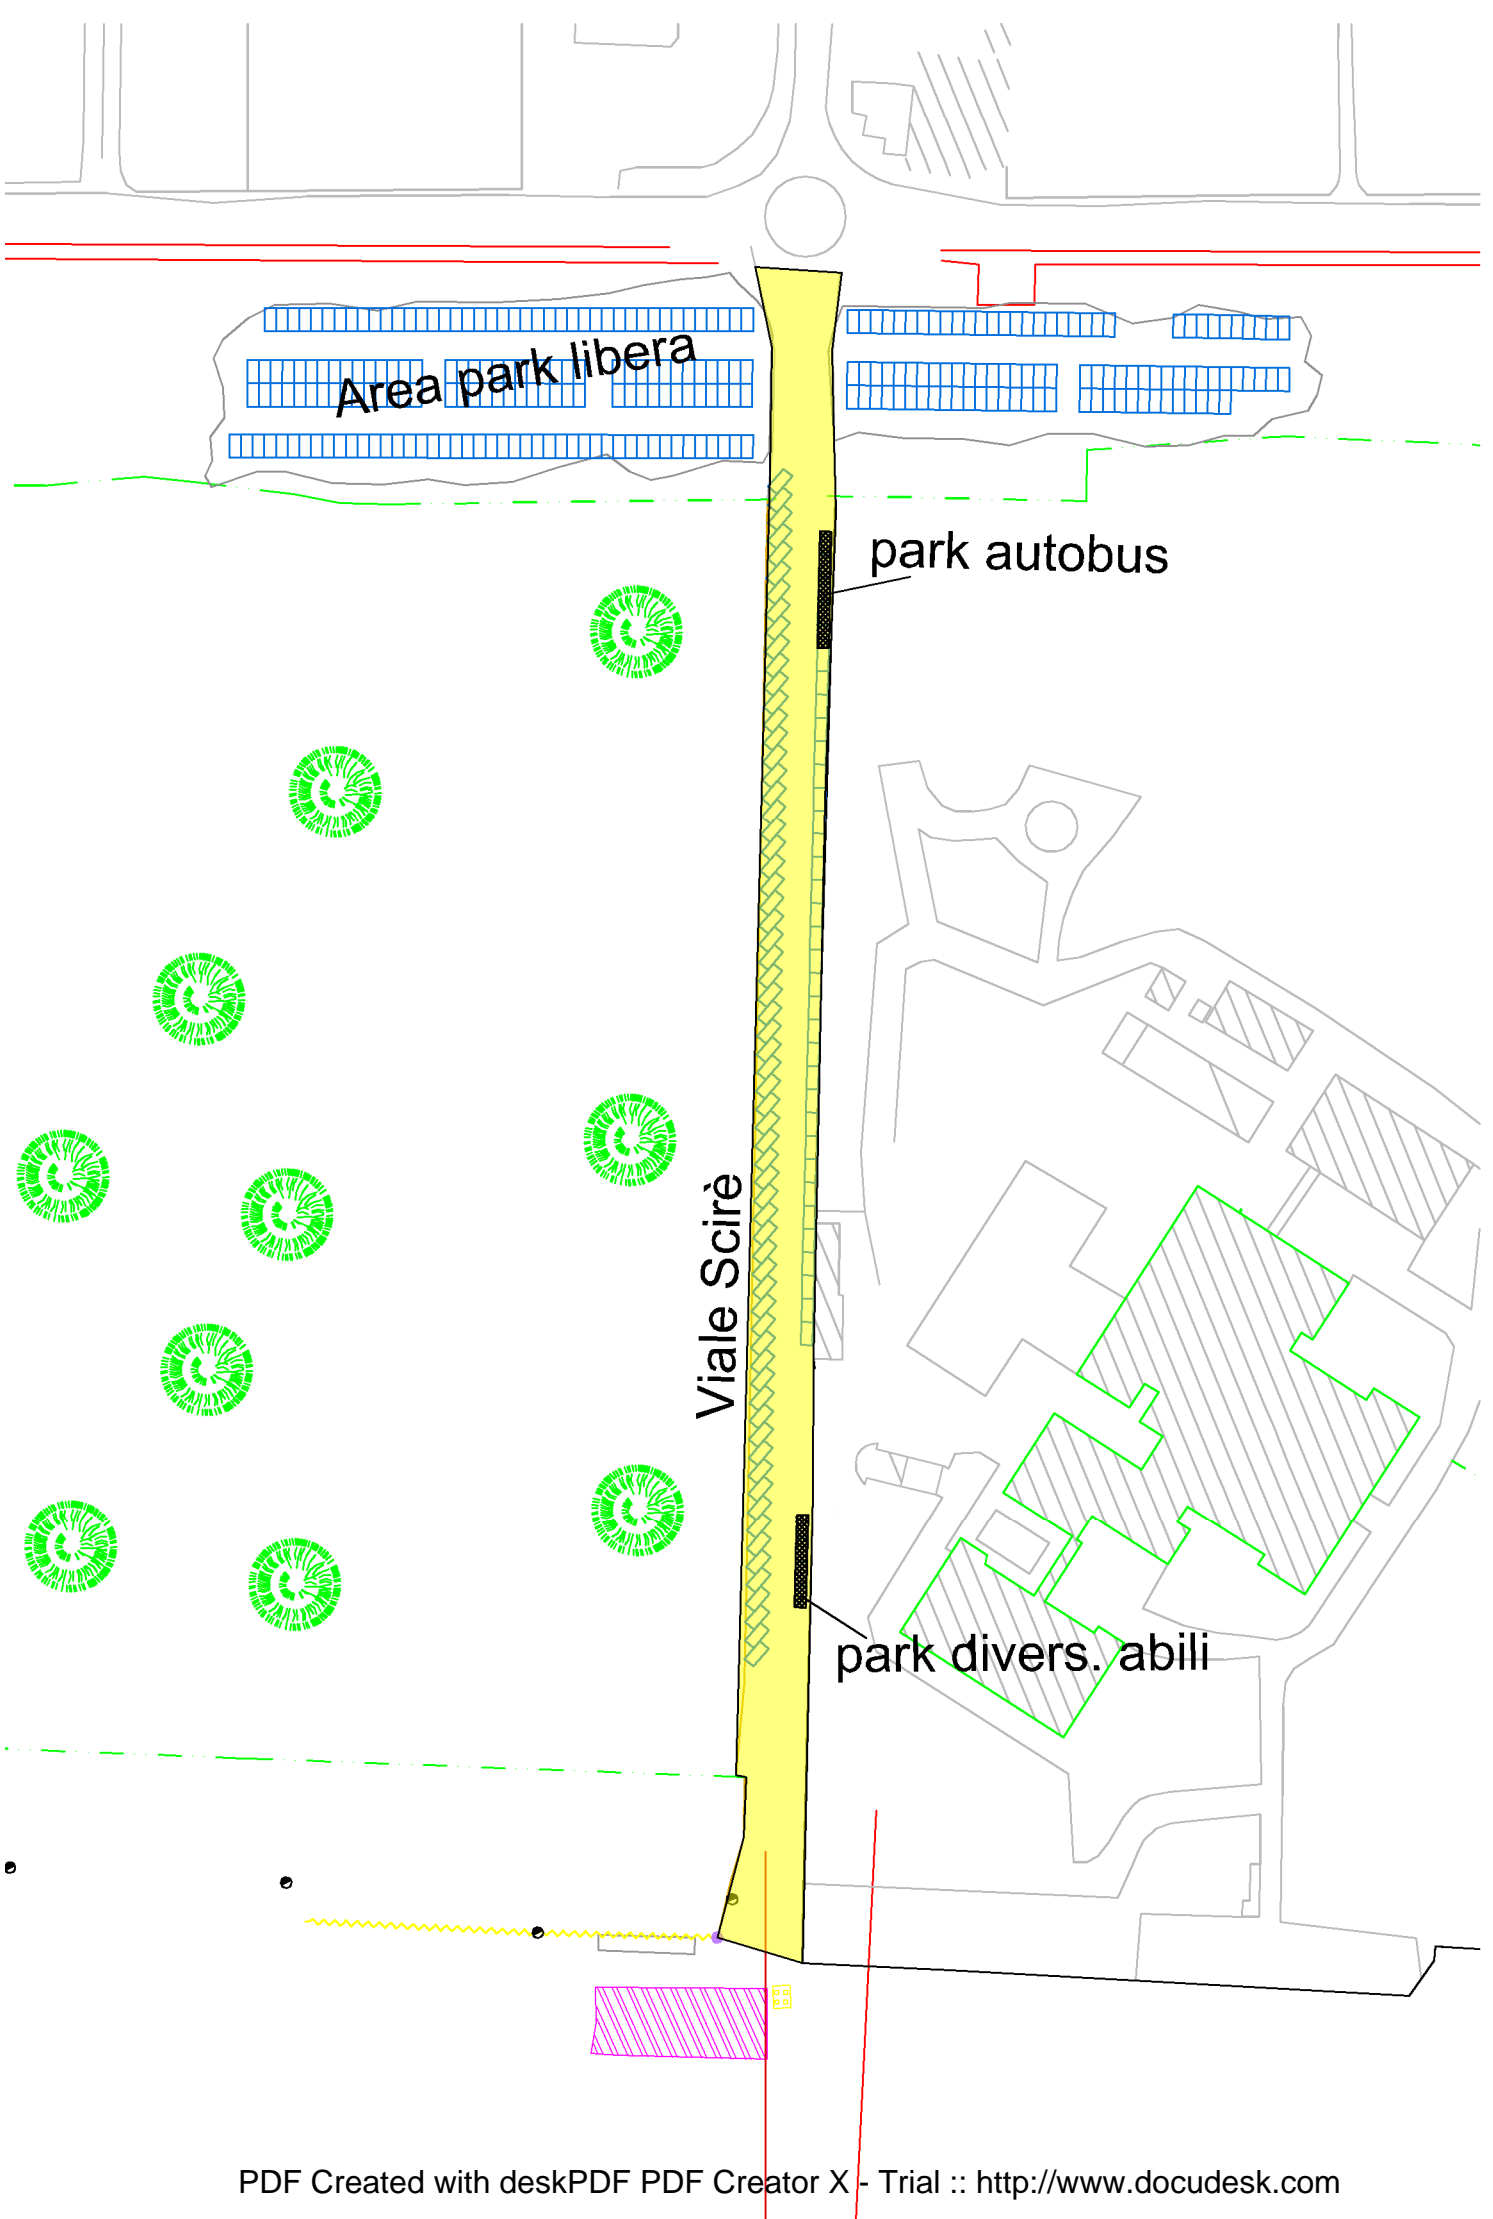 Area park libera
park autobus
Viale Scirè
park divers. abili
PDF Created with deskPDF PDF Creator X - Trial :: http://www.docudesk.com